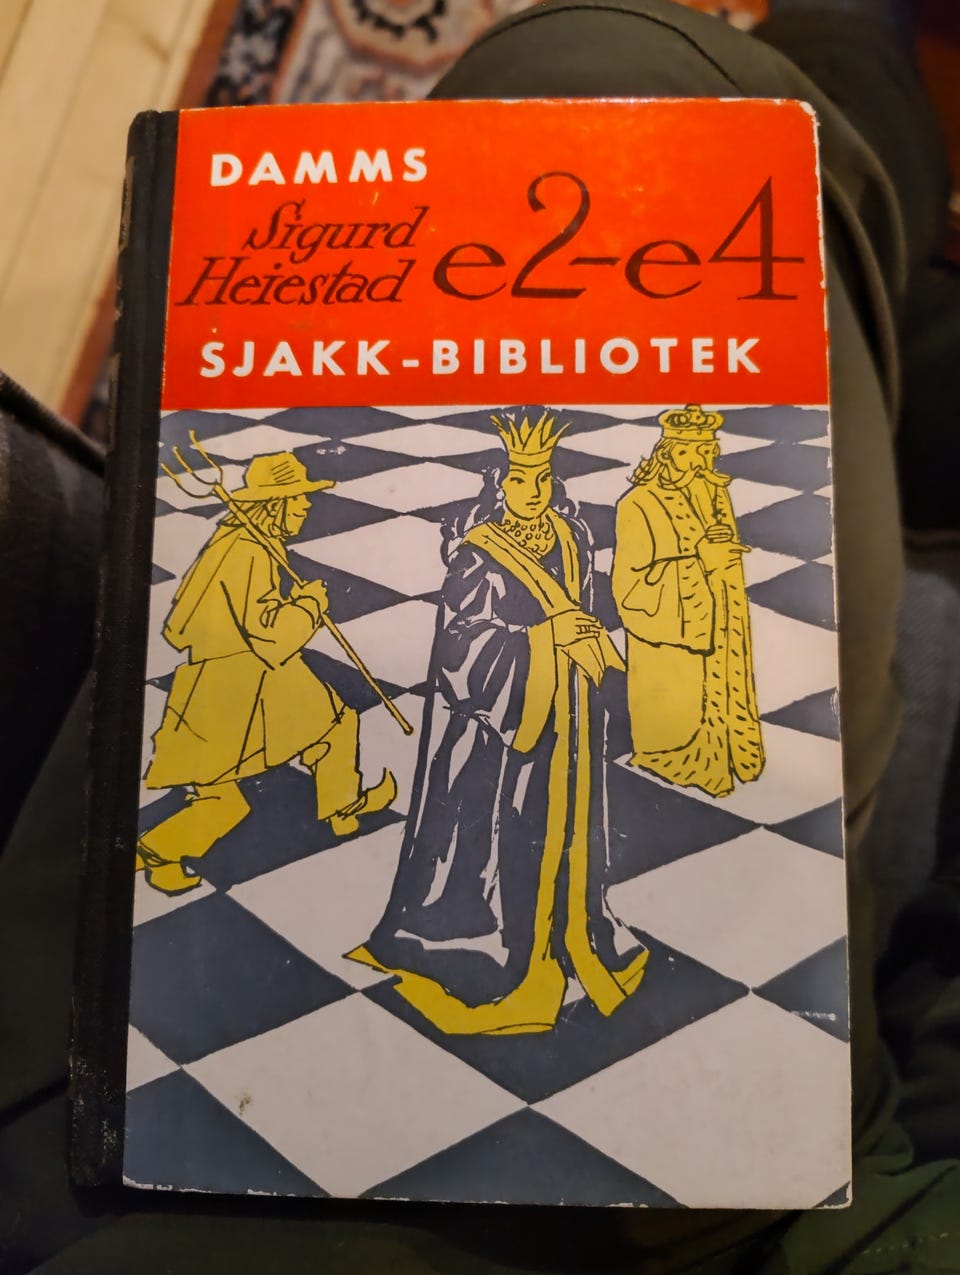 DAMMS
Sigurd
Heiestad
e2-e4
SJAKK-BIBLIOTEK